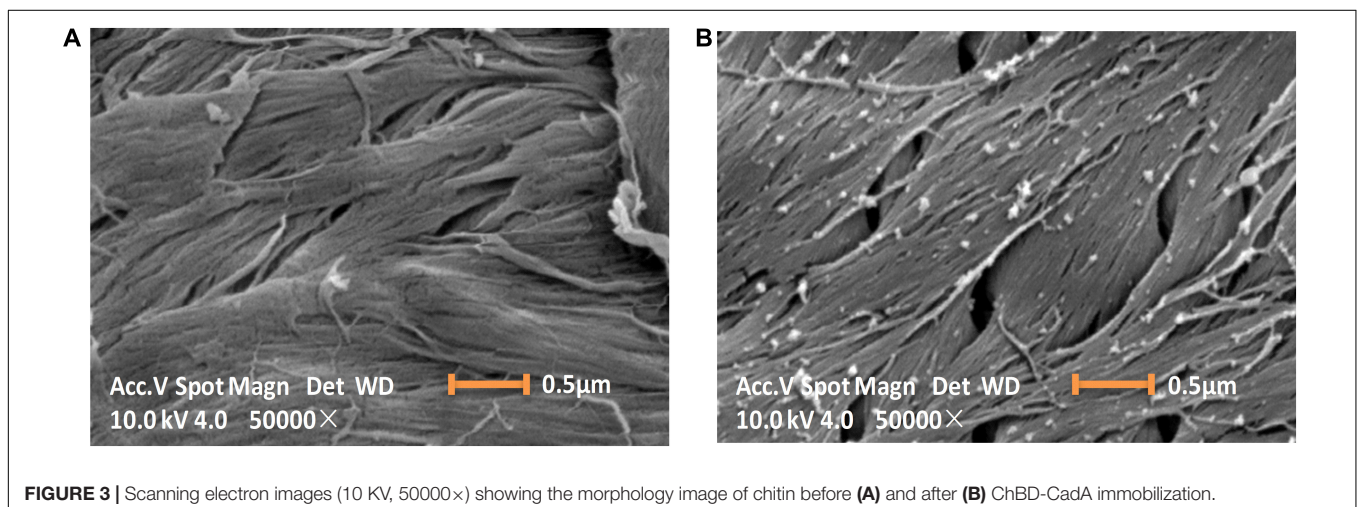 A
B
Acc.V Spot Magn Det WD
0.5μm
10.0 kV 4.0 50000×
Acc.V Spot Magn Det WD
0.5μm
10.0 kV 4.0 50000×
FIGURE 3 | Scanning electron images (10 KV, 50000×) showing the morphology image of chitin before (A) and after (B) ChBD-CadA immobilization.